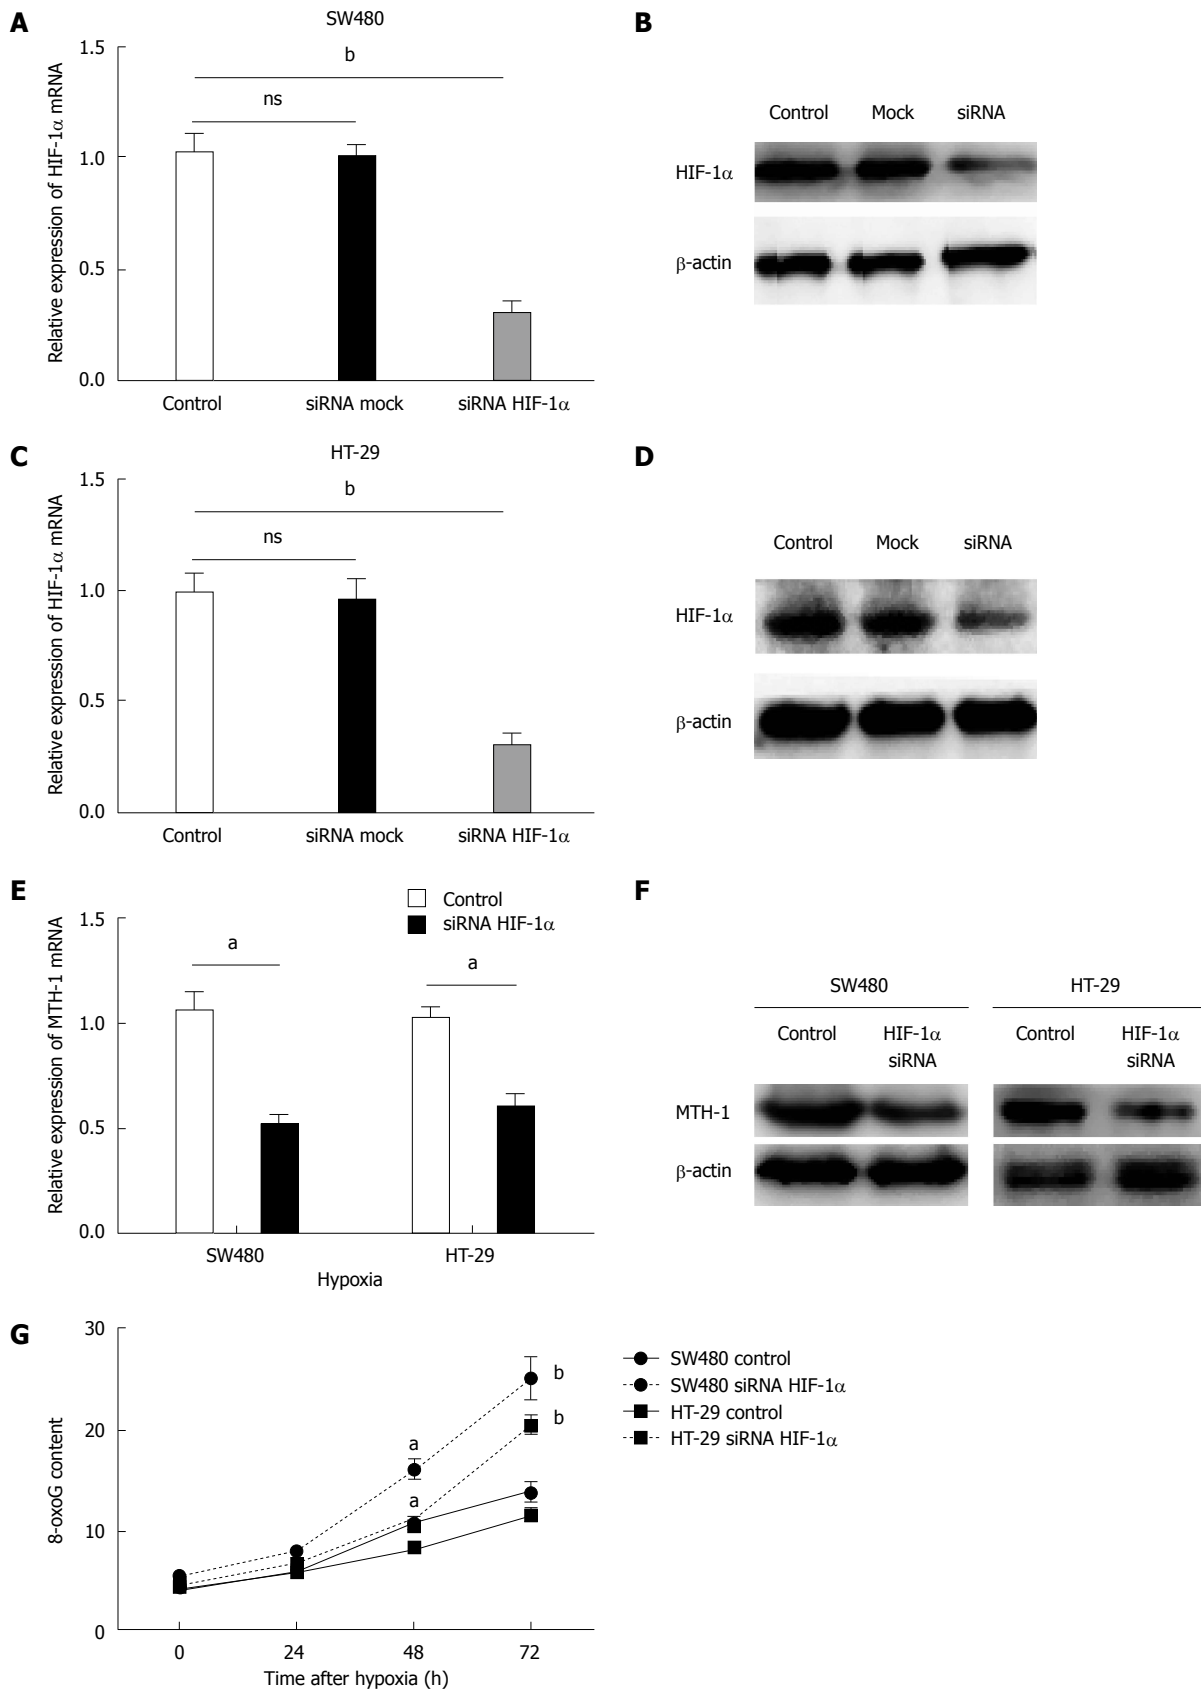 A
SW480
Relative expression of HIF-1α mRNA
1.5
1.0
0.5
0.0
b
ns
Control
siRNA mock
siRNA HIF-1α
B
Control
Mock
siRNA
HIF-1α
β-actin
C
HT-29
Relative expression of HIF-1α mRNA
1.5
1.0
0.5
0.0
b
ns
Control
siRNA mock
siRNA HIF-1α
D
Control
Mock
siRNA
HIF-1α
β-actin
E
Control
siRNA HIF-1α
Relative expression of MTH-1 mRNA
1.5
1.0
0.5
0.0
a
a
SW480
HT-29
Hypoxia
F
SW480
HT-29
Control
HIF-1α
siRNA
Control
HIF-1α
siRNA
MTH-1
β-actin
G
8-oxoG content
30
20
10
0
a
a
b
b
0
24
48
72
Time after hypoxia (h)
SW480 control
SW480 siRNA HIF-1α
HT-29 control
HT-29 siRNA HIF-1α